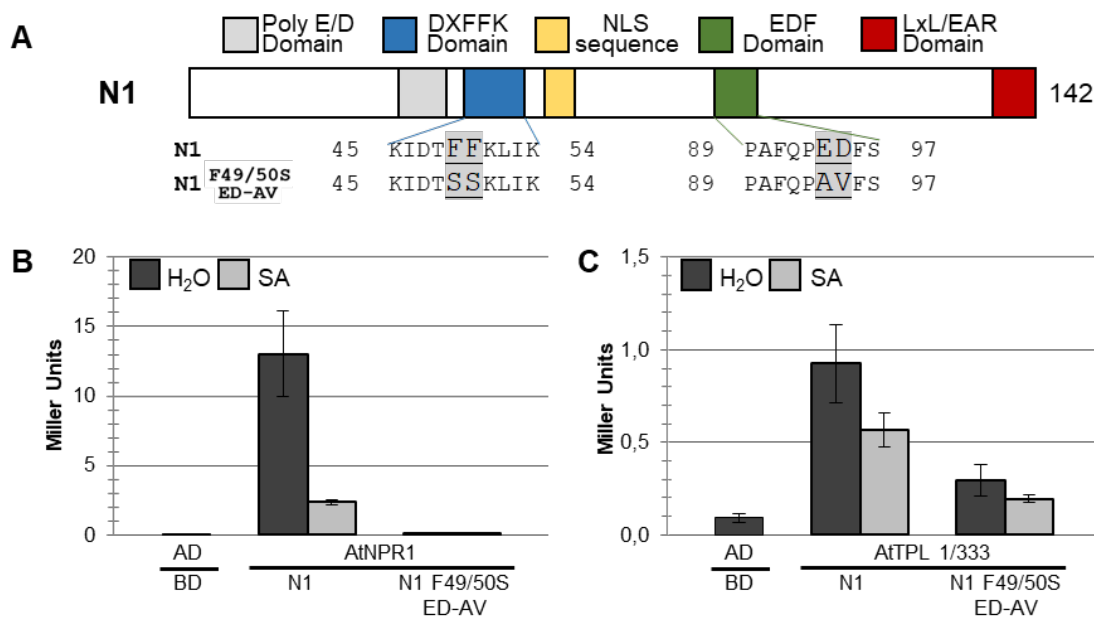 A
Poly E/D Domain
DXFFK Domain
NLS sequence
EDF Domain
LxL/EAR Domain
N1 142
N1 45 KIDTFFKLIK 54 89 PAFQPEDFS 97
N1 F49/50S ED-AV 45 KIDTSSKLIK 54 89 PAFQPAVFS 97
B
H2O SA
Miller Units
20
15
10
5
0
AD AtNPR1
BD N1 N1 F49/50S
ED-AV
C
H2O SA
Miller Units
1,5
1,0
0,5
0,0
AD AtTPL 1/333
BD N1 N1 F49/50S
ED-AV